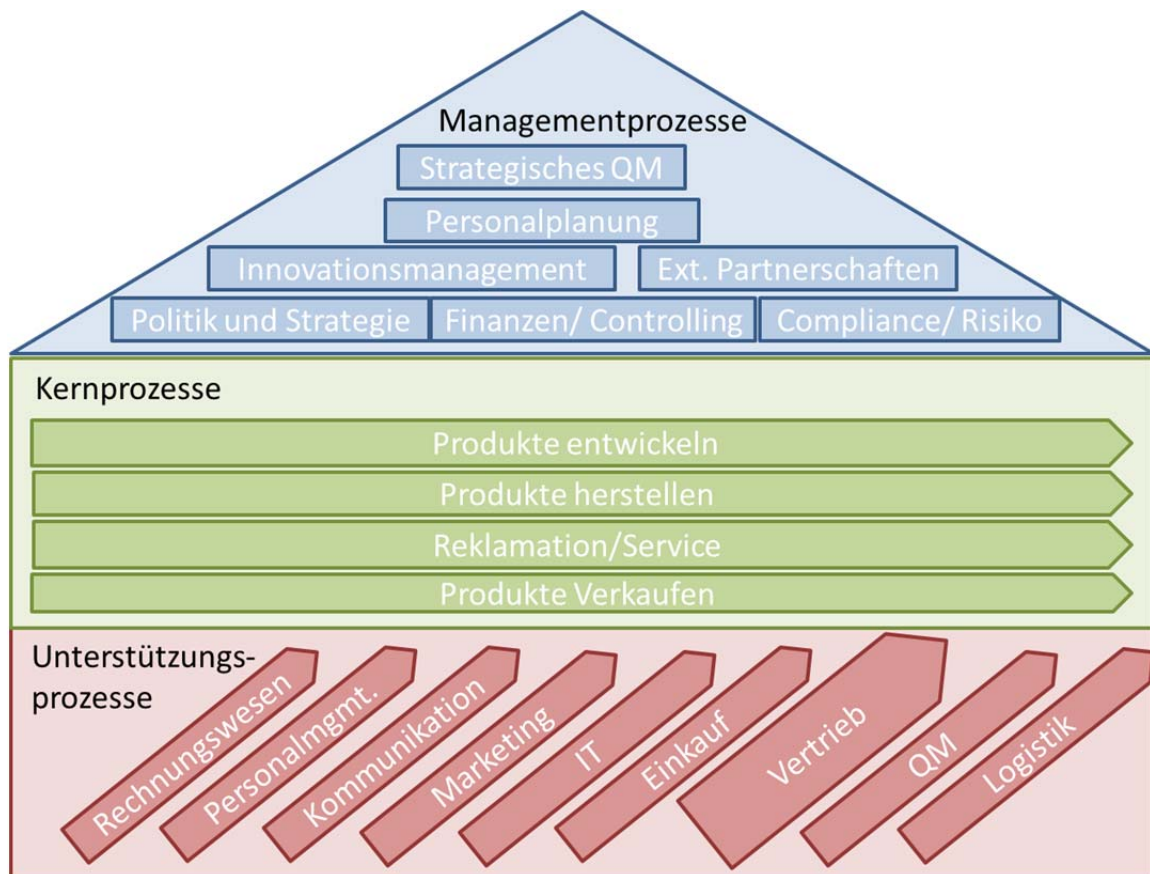 Managementprozesse
Strategisches QM
Personalplanung
Innovationsmanagement
Ext. Partnerschaften
Politik und Strategie
Finanzen/ Controlling
Compliance/ Risiko
Kernprozesse
Produkte entwickeln
Produkte herstellen
Reklamation/Service
Produkte Verkaufen
Unterstützungs-
prozesse
Rechnungswesen
Personalmgmt.
Kommunikation
Marketing
IT
Einkauf
Vertrieb
QM
Logistik